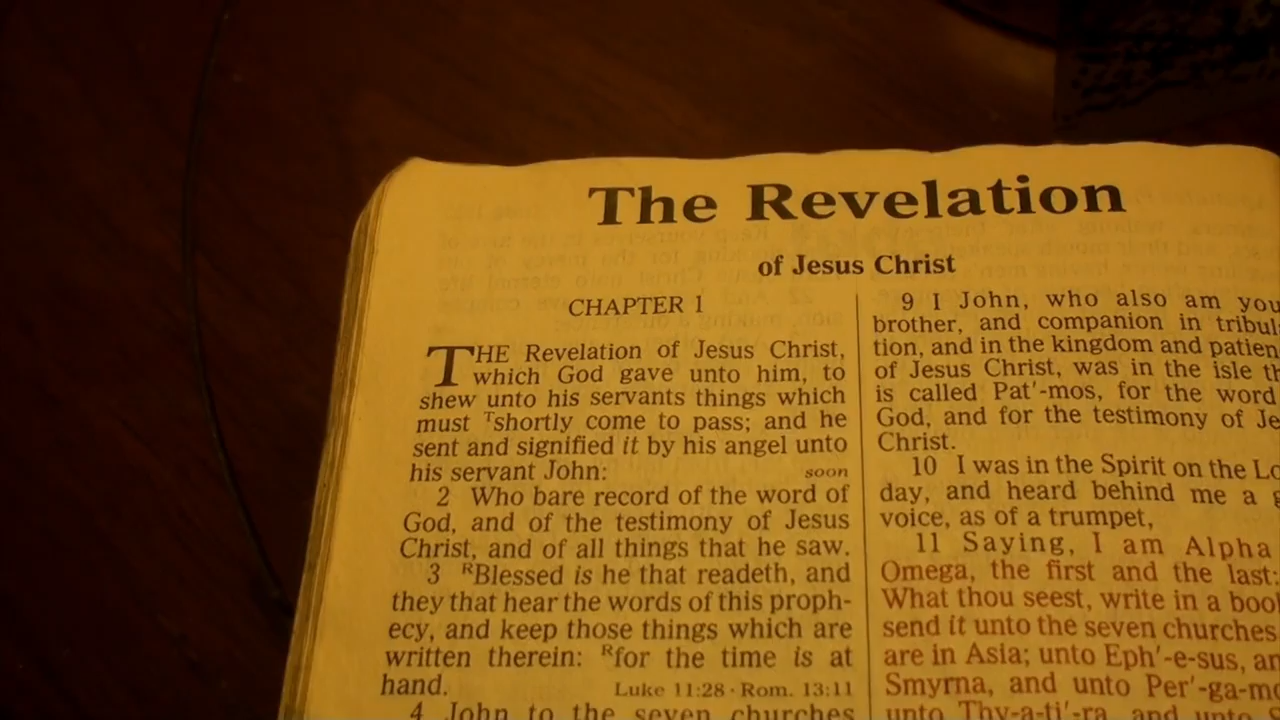 The Revelation
of Jesus Christ
CHAPTER 1
THE Revelation of Jesus Christ,
which God gave unto him, to
shew unto his servants things which
must ᵀshortly come to pass; and he
sent and signified it by his angel unto
his servant John: soon
2 Who bare record of the word of
God, and of the testimony of Jesus
Christ, and of all things that he saw.
3 ᴿBlessed is he that readeth, and
they that hear the words of this proph-
ecy, and keep those things which are
written therein: ᴿfor the time is at
hand. Luke 11:28 · Rom. 13:11
4 John to the seven churches
9 I John, who also am you
brother, and companion in tribul
tion, and in the kingdom and patien
of Jesus Christ, was in the isle th
is called Pat'-mos, for the word
God, and for the testimony of Je
Christ.
10 I was in the Spirit on the Lo
day, and heard behind me a g
voice, as of a trumpet,
11 Saying, I am Alpha
Omega, the first and the last:
What thou seest, write in a book
send it unto the seven churches
are in Asia; unto Eph'-e-sus, an
Smyrna, and unto Per'-ga-mo
unto Thy-a-ti'-ra, and unto S